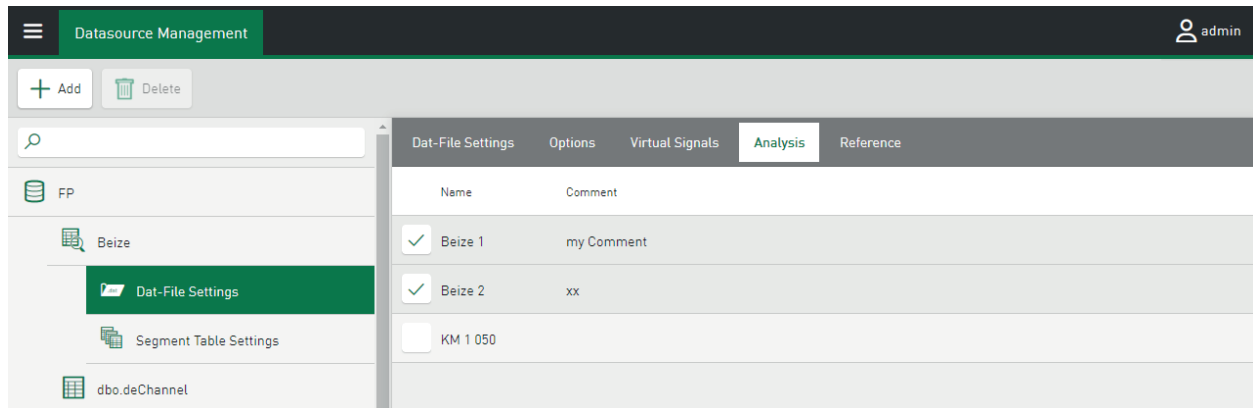 Datasource Management
admin
Add Delete
Dat-File Settings Options Virtual Signals Analysis Reference
FP
Name Comment
Beize
Beize 1 my Comment
Dat-File Settings
Beize 2 xx
Segment Table Settings
KM 1 050
dbo.deChannel